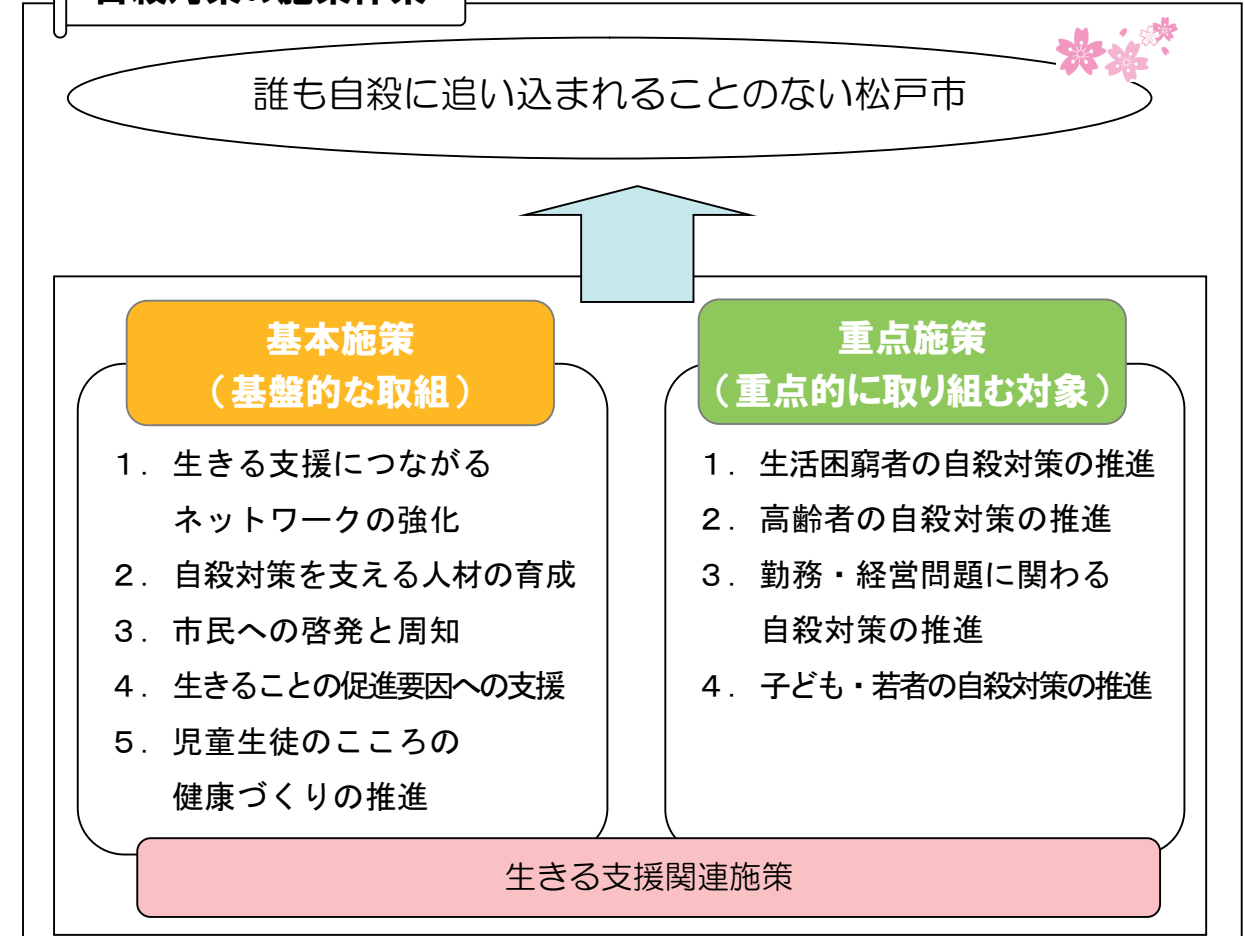 誰も自殺に追い込まれることのない松戸市
基本施策
（基盤的な取組）
１．生きる支援につながる
ネットワークの強化
２．自殺対策を支える人材の育成
３．市民への啓発と周知
４．生きることの促進要因への支援
５．児童生徒のこころの
健康づくりの推進
重点施策
（重点的に取り組む対象）
１．生活困窮者の自殺対策の推進
２．高齢者の自殺対策の推進
３．勤務・経営問題に関わる
自殺対策の推進
４．子ども・若者の自殺対策の推進
生きる支援関連施策